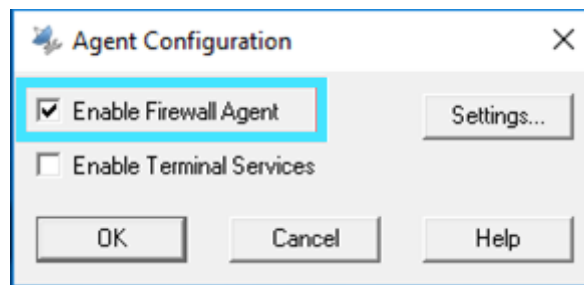 Agent Configuration
Enable Firewall Agent
Settings...
Enable Terminal Services
OK
Cancel
Help